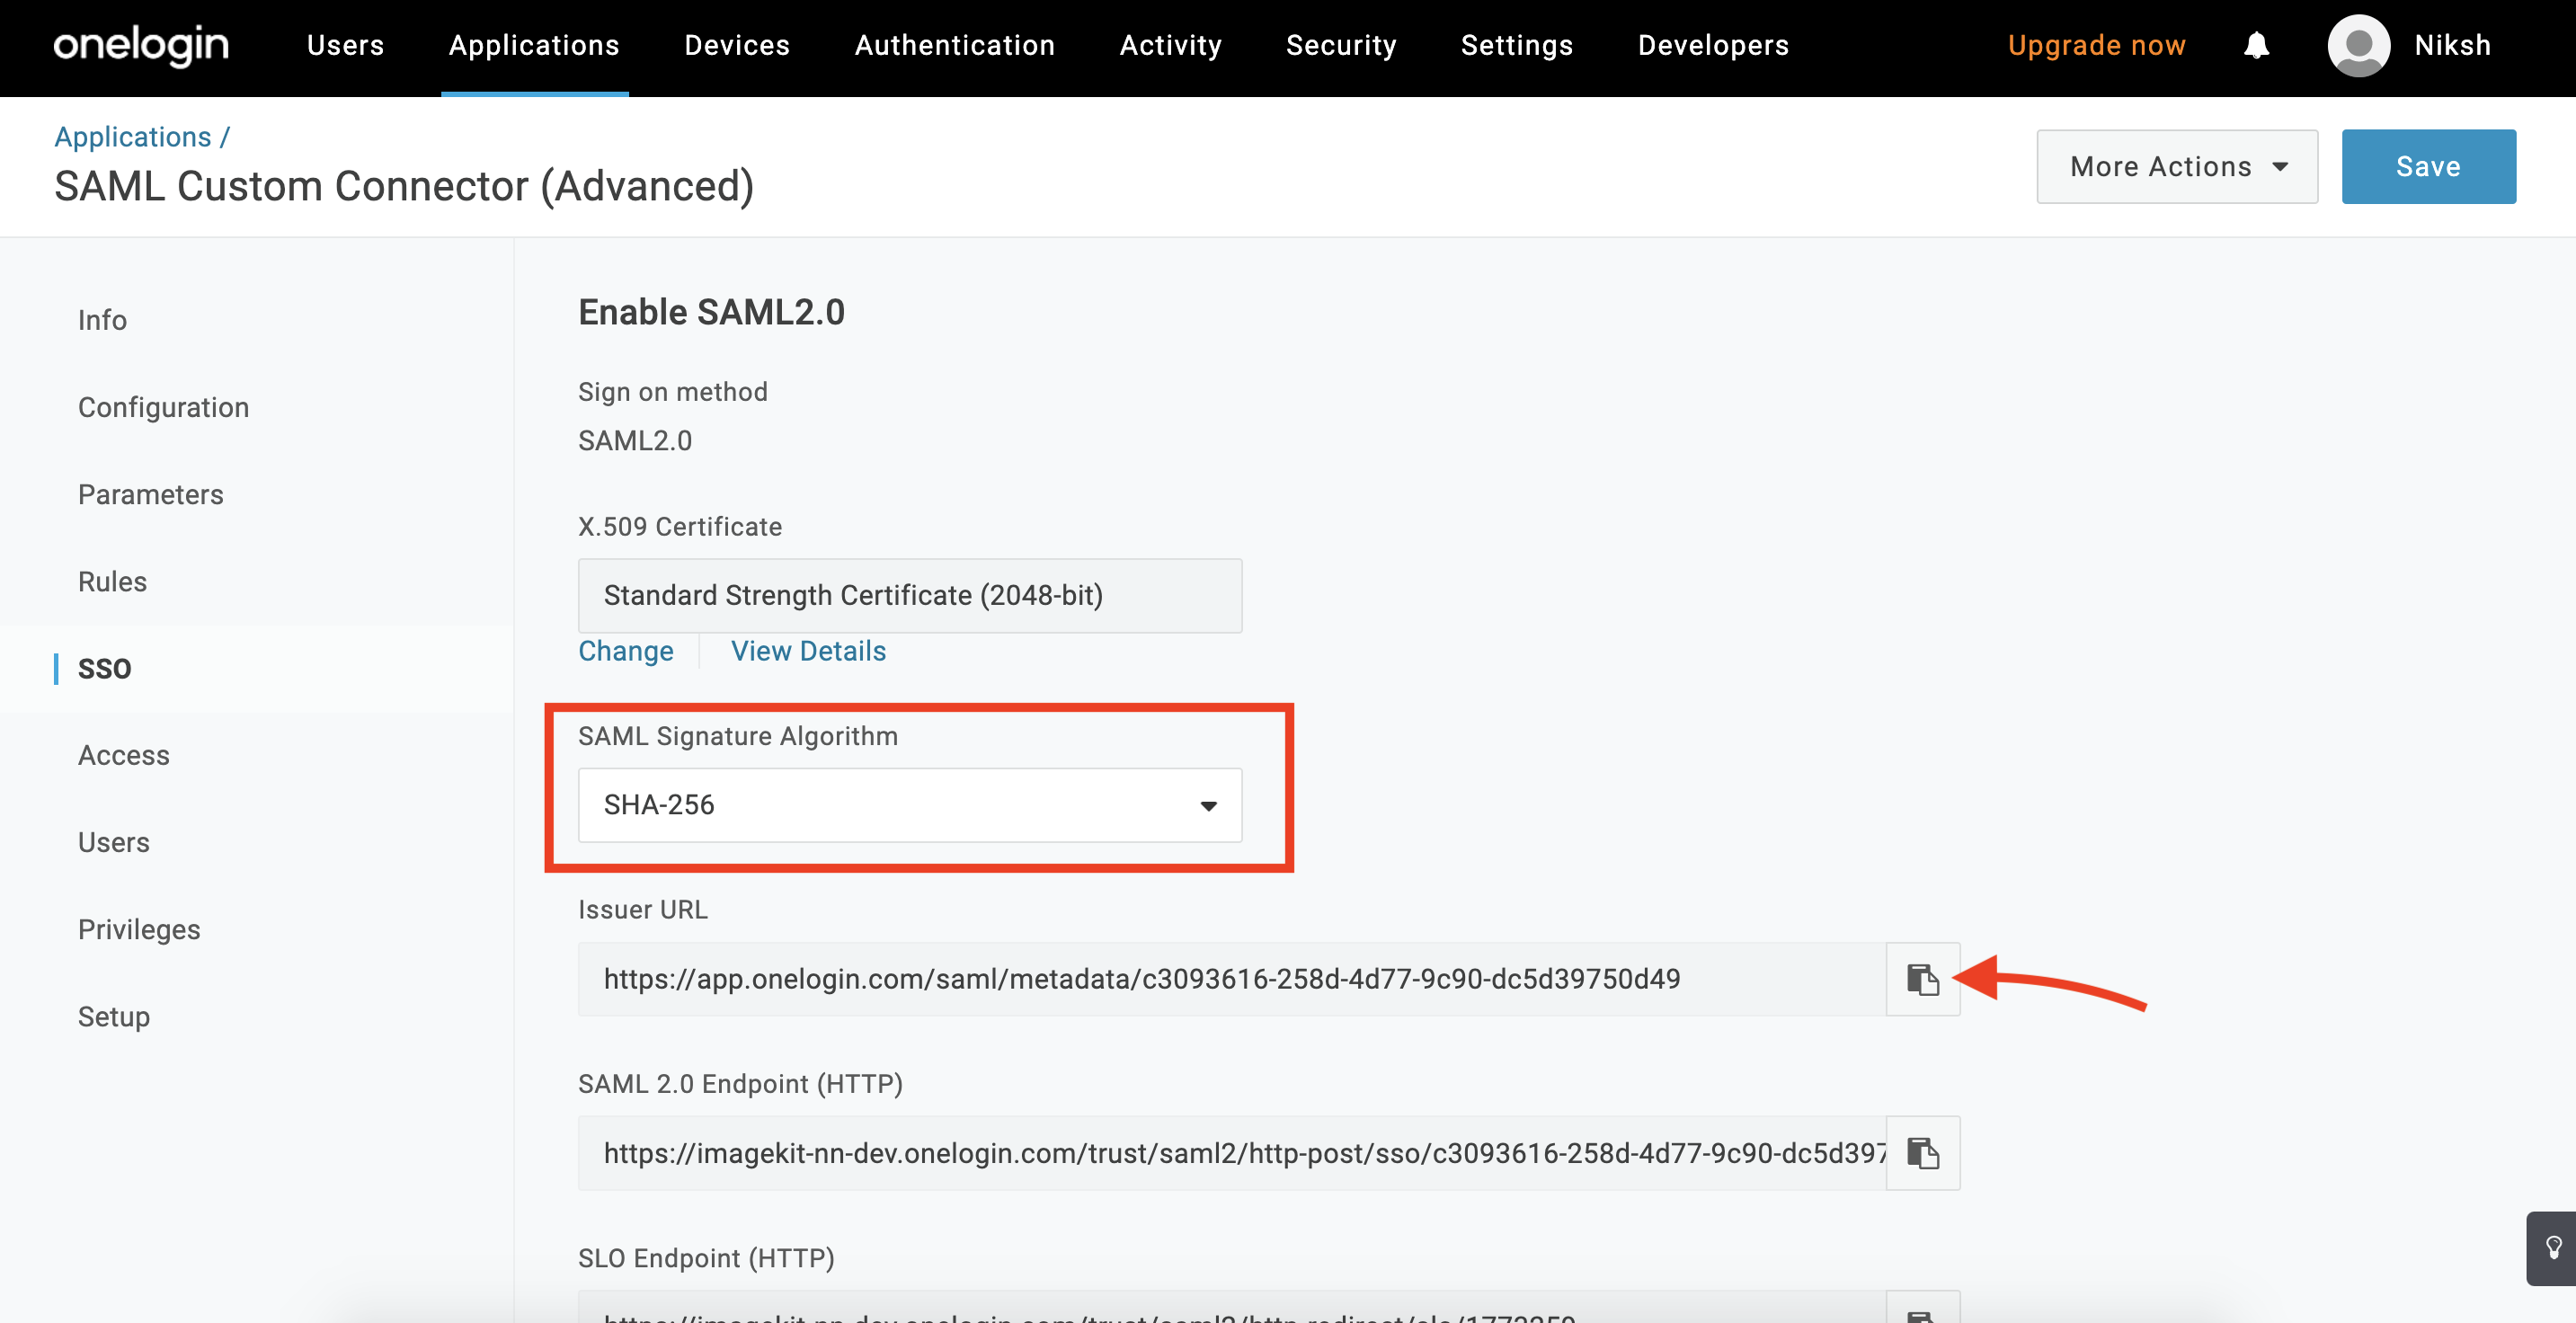 onelogin Users Applications Devices Authentication Activity Security Settings Developers Upgrade now Niksh
Applications /
SAML Custom Connector (Advanced)
More Actions
Save
Info
Configuration
Parameters
Rules
SSO
Access
Users
Privileges
Setup
Enable SAML2.0
Sign on method
SAML2.0
X.509 Certificate
Standard Strength Certificate (2048-bit)
Change View Details
SAML Signature Algorithm
SHA-256
Issuer URL
https://app.onelogin.com/saml/metadata/c3093616-258d-4d77-9c90-dc5d39750d49
SAML 2.0 Endpoint (HTTP)
https://imagekit-nn-dev.onelogin.com/trust/saml2/http-post/sso/c3093616-258d-4d77-9c90-dc5d397
SLO Endpoint (HTTP)